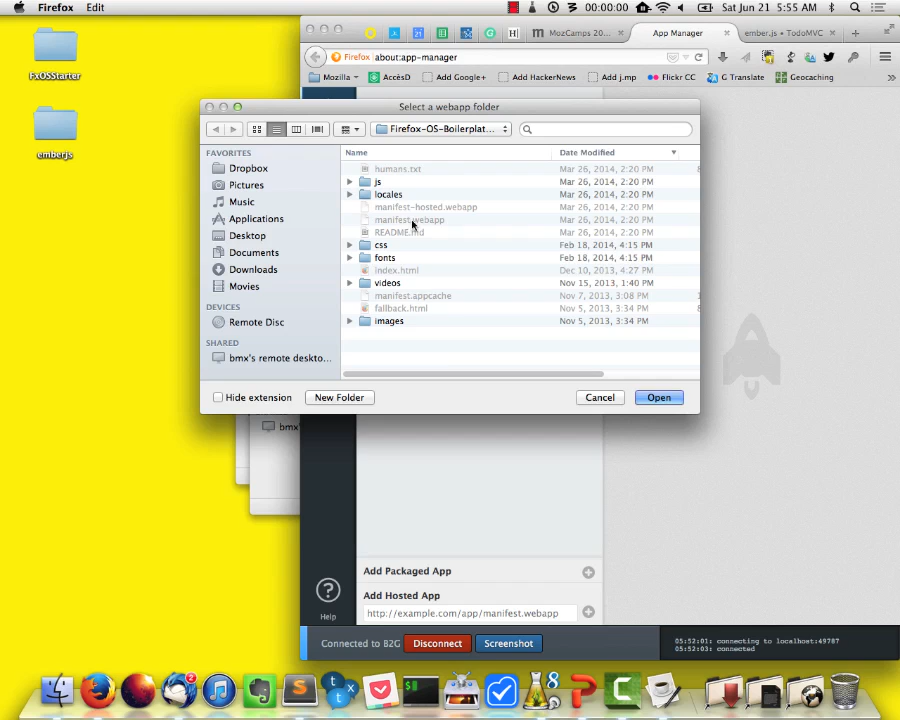 Firefox Edit 00:00:00 Sat Jun 21 5:55 AM
FxOSStarter
emberjs
MozCamps 20...
App Manager
ember.js • TodoMVC
Firefox about:app-manager
Mozilla AccèsD Add Google+ Add HackerNews Add j.mp Flickr CC G Translate Geocaching
Select a webapp folder
Firefox-OS-Boilerplat...
FAVORITES
Dropbox
Pictures
Music
Applications
Desktop
Documents
Downloads
Movies
DEVICES
Remote Disc
SHARED
bmx's remote deskto...
Name Date Modified
humans.txt Mar 26, 2014, 2:20 PM
js Mar 26, 2014, 2:20 PM
locales Mar 26, 2014, 2:20 PM
manifest-hosted.webapp Mar 26, 2014, 2:20 PM
manifest.webapp Mar 26, 2014, 2:20 PM
README.md Mar 26, 2014, 2:20 PM
css Feb 18, 2014, 4:15 PM
fonts Feb 18, 2014, 4:15 PM
index.html Dec 10, 2013, 4:27 PM
videos Nov 15, 2013, 1:40 PM
manifest.appcache Nov 7, 2013, 3:08 PM
fallback.html Nov 5, 2013, 3:34 PM
images Nov 5, 2013, 3:34 PM
Hide extension New Folder Cancel Open
bmx'
Add Packaged App
Add Hosted App
http://example.com/app/manifest.webapp
Help
Connected to B2G Disconnect Screenshot
05:52:01: connecting to localhost:49787
05:52:03: connected
2
8